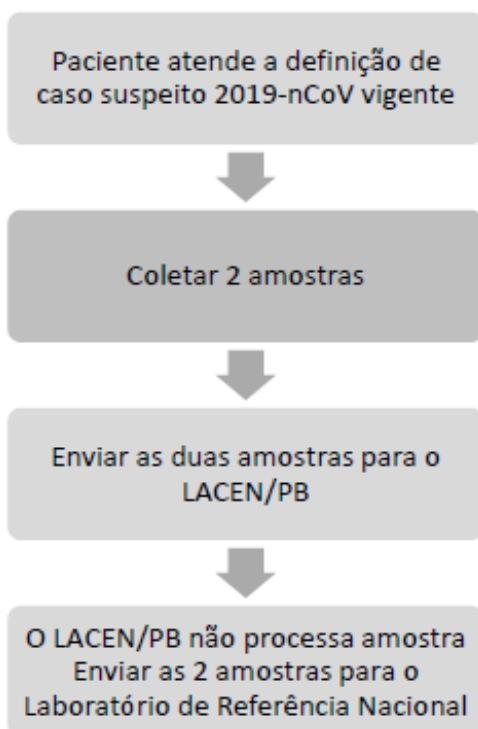 Paciente atende a definição de
caso suspeito 2019-nCoV vigente
Coletar 2 amostras
Enviar as duas amostras para o
LACEN/PB
O LACEN/PB não processa amostra
Enviar as 2 amostras para o
Laboratório de Referência Nacional